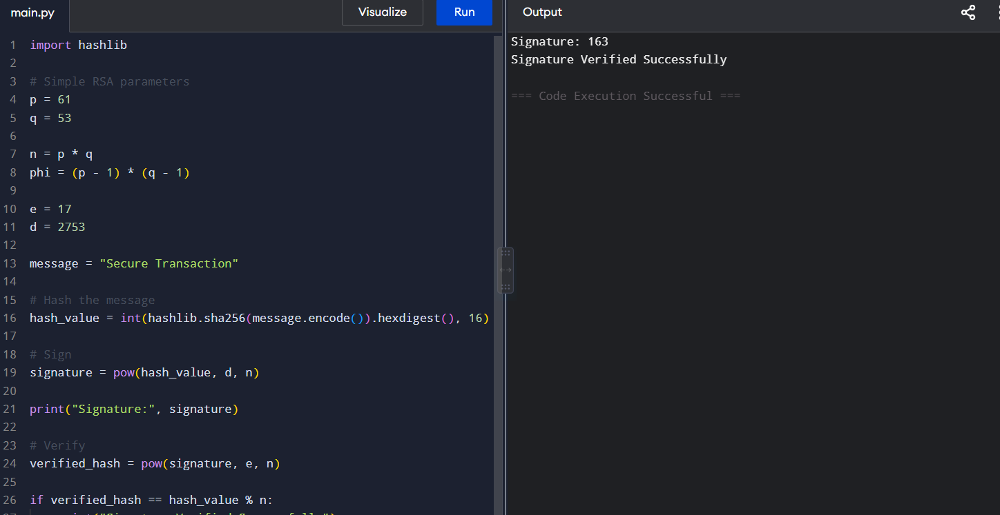 main.py
Visualize
Run
1 import hashlib
2
3 # Simple RSA parameters
4 p = 61
5 q = 53
6
7 n = p * q
8 phi = (p - 1) * (q - 1)
9
10 e = 17
11 d = 2753
12
13 message = "Secure Transaction"
14
15 # Hash the message
16 hash_value = int(hashlib.sha256(message.encode()).hexdigest(), 16)
17
18 # Sign
19 signature = pow(hash_value, d, n)
20
21 print("Signature:", signature)
22
23 # Verify
24 verified_hash = pow(signature, e, n)
25
26 if verified_hash == hash_value % n:
Output
Signature: 163
Signature Verified Successfully
=== Code Execution Successful ===